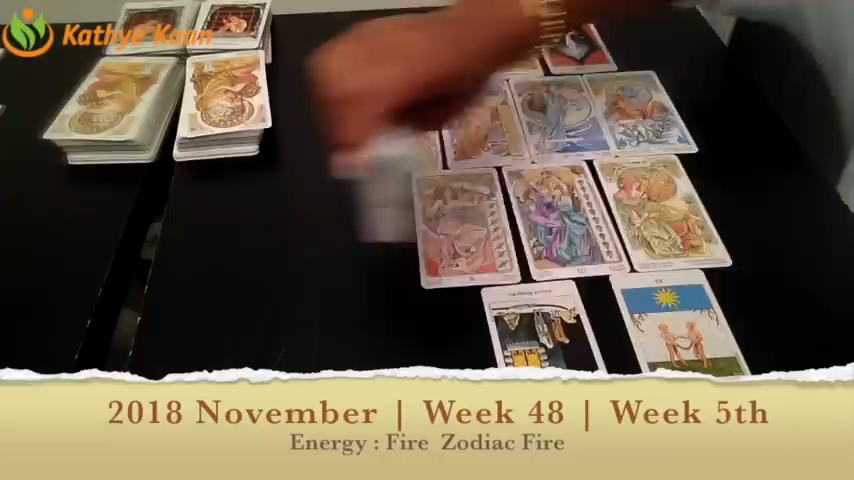 Kathye Kaan
2018 November | Week 48 | Week 5th
Energy : Fire Zodiac Fire